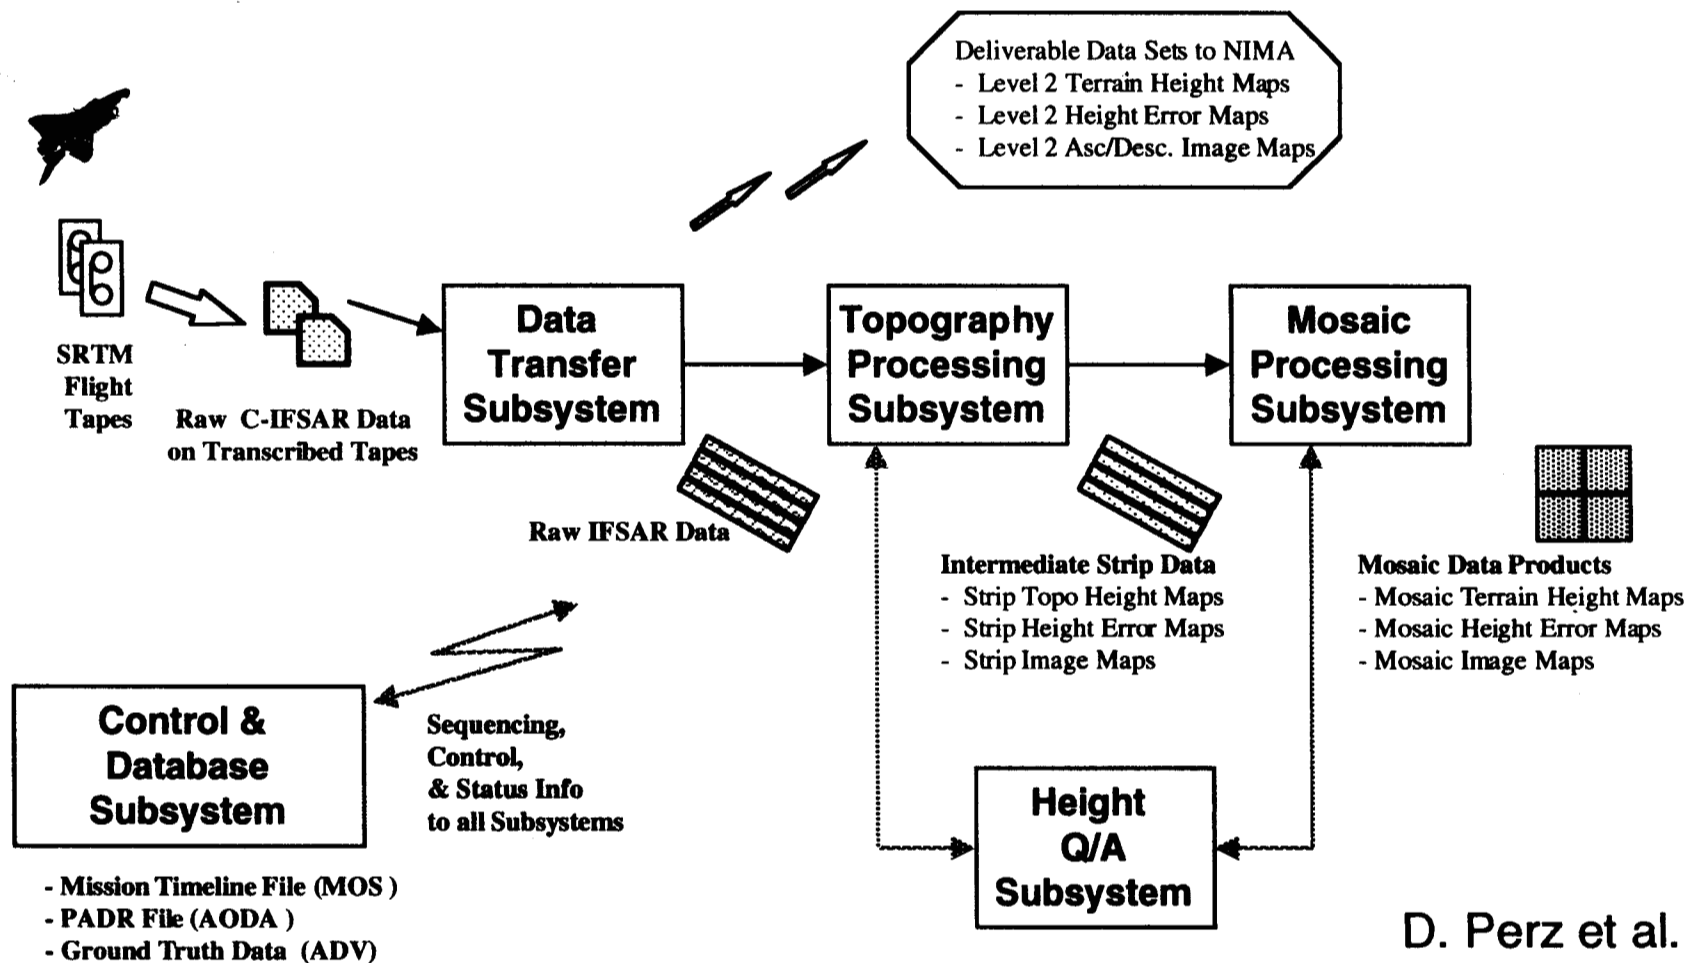 Deliverable Data Sets to NIMA
- Level 2 Terrain Height Maps
- Level 2 Height Error Maps
- Level 2 Asc/Desc. Image Maps
SRTM
Flight
Tapes
Raw C-IFSAR Data
on Transcribed Tapes
Data
Transfer
Subsystem
Topography
Processing
Subsystem
Mosaic
Processing
Subsystem
Raw IFSAR Data
Intermediate Strip Data
- Strip Topo Height Maps
- Strip Height Error Maps
- Strip Image Maps
Mosaic Data Products
- Mosaic Terrain Height Maps
- Mosaic Height Error Maps
- Mosaic Image Maps
Control &
Database
Subsystem
Sequencing,
Control,
& Status Info
to all Subsystems
Height
Q/A
Subsystem
- Mission Timeline File (MOS )
- PADR File (AODA )
- Ground Truth Data (ADV)
D. Perz et al.